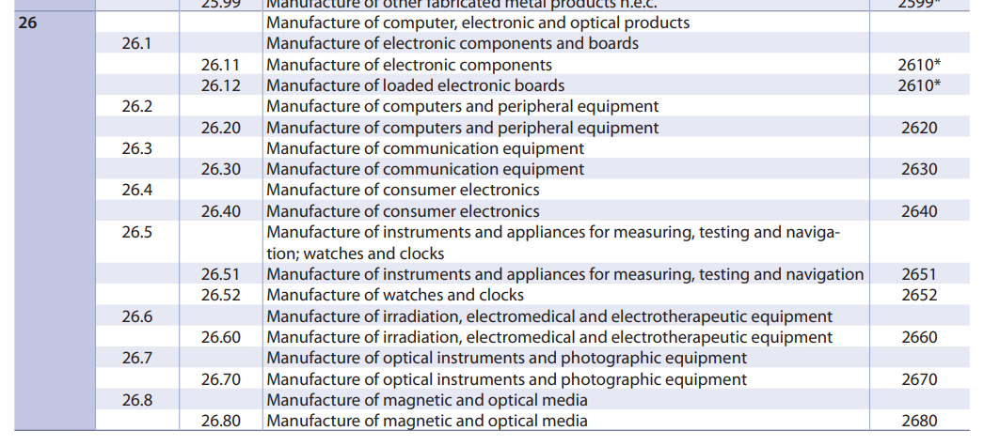 25.99 Manufacture of other fabricated metal products n.e.c. 2599*
26 Manufacture of computer, electronic and optical products
26.1 Manufacture of electronic components and boards
26.11 Manufacture of electronic components 2610*
26.12 Manufacture of loaded electronic boards 2610*
26.2 Manufacture of computers and peripheral equipment
26.20 Manufacture of computers and peripheral equipment 2620
26.3 Manufacture of communication equipment
26.30 Manufacture of communication equipment 2630
26.4 Manufacture of consumer electronics
26.40 Manufacture of consumer electronics 2640
26.5 Manufacture of instruments and appliances for measuring, testing and naviga-
tion; watches and clocks
26.51 Manufacture of instruments and appliances for measuring, testing and navigation 2651
26.52 Manufacture of watches and clocks 2652
26.6 Manufacture of irradiation, electromedical and electrotherapeutic equipment
26.60 Manufacture of irradiation, electromedical and electrotherapeutic equipment 2660
26.7 Manufacture of optical instruments and photographic equipment
26.70 Manufacture of optical instruments and photographic equipment 2670
26.8 Manufacture of magnetic and optical media
26.80 Manufacture of magnetic and optical media 2680